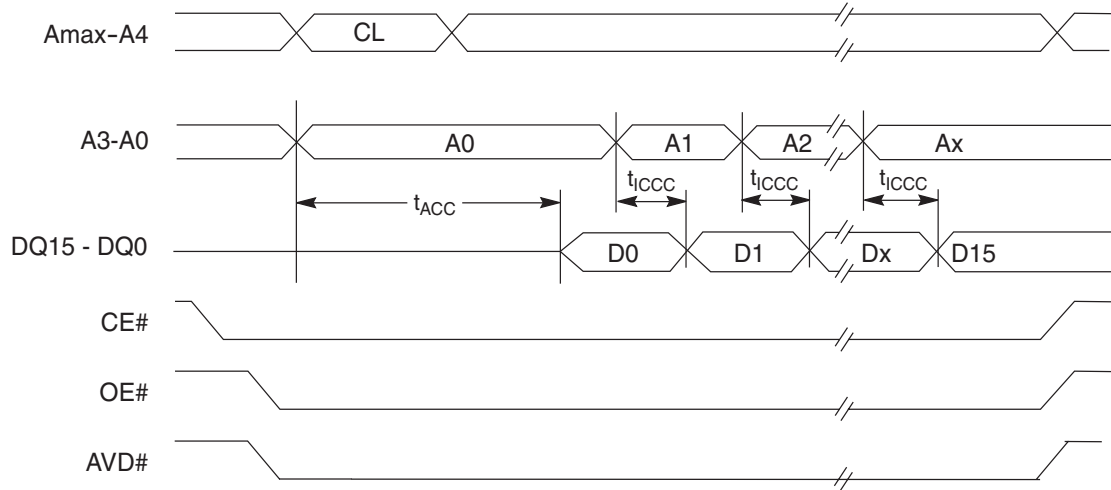 Amax-A4
CL
A3-A0
A0
A1
A2
Ax
tACC
tICCC
tICCC
tICCC
DQ15 - DQ0
D0
D1
Dx
D15
CE#
OE#
AVD#